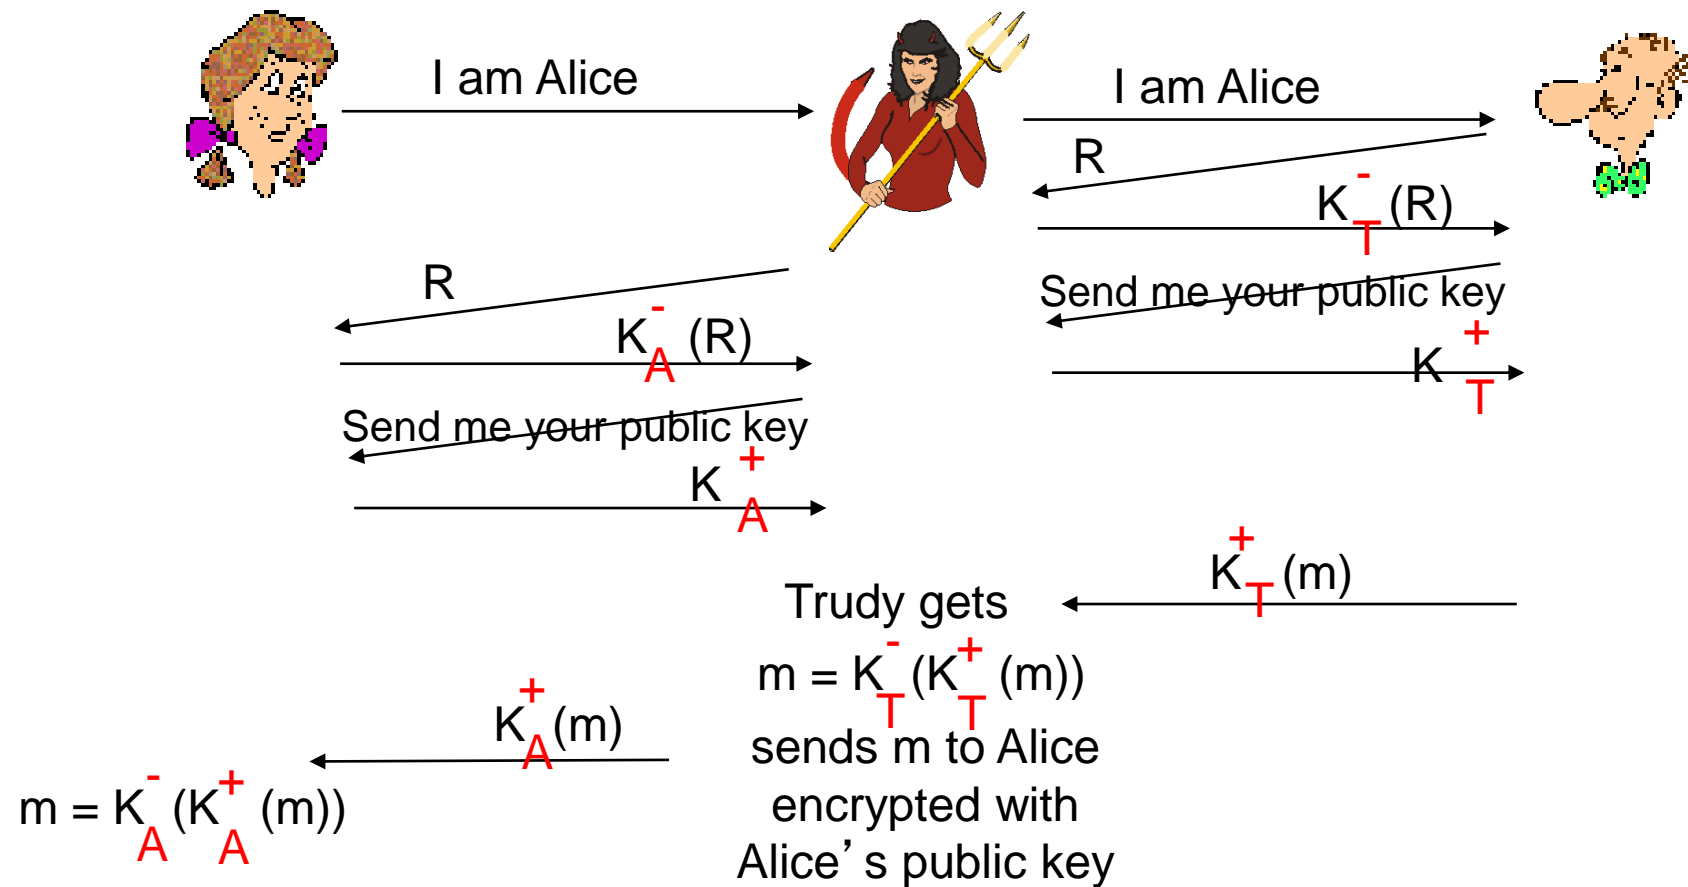 I am Alice
I am Alice
R
K-T(R)
R
Send me your public key
K-A(R)
K+T
Send me your public key
K+A
K+T(m)
Trudy gets
m = K-T(K+T(m))
K+A(m)
sends m to Alice
m = K-A(K+A(m))
encrypted with
Alice’s public key